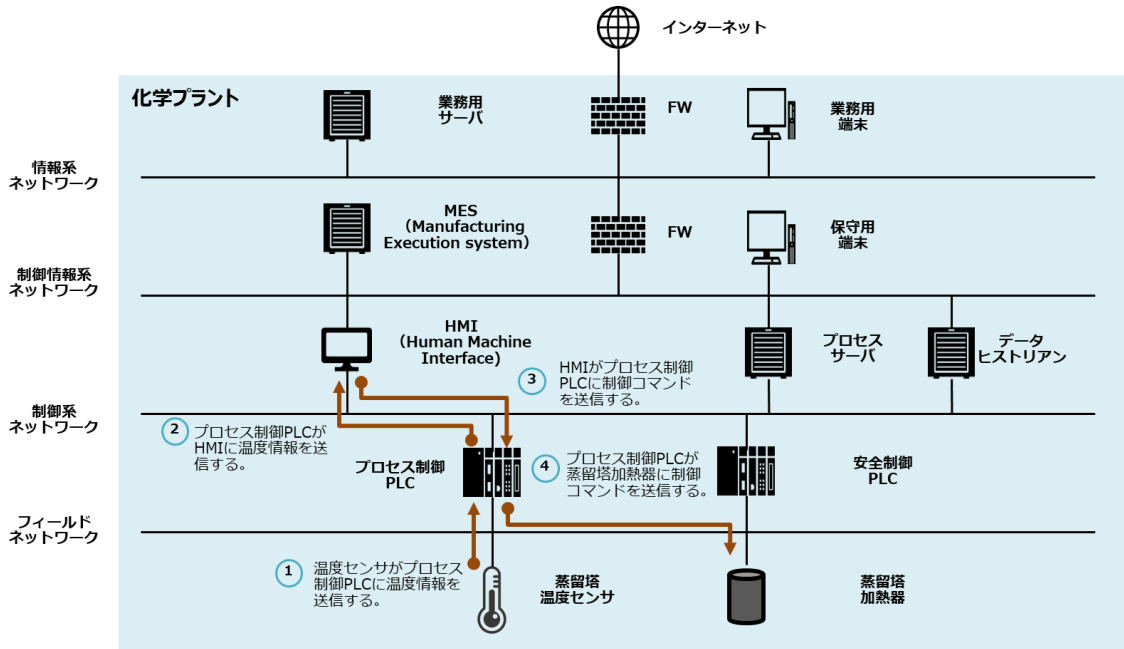 インターネット
化学プラント
業務用
サーバ
FW
業務用
端末
情報系
ネットワーク
MES
（Manufacturing
Execution system）
FW
保守用
端末
制御情報系
ネットワーク
HMI
（Human Machine
Interface)
プロセス
サーバ
データ
ヒストリアン
3
HMIがプロセス制御
PLCに制御コマンド
を送信する。
制御系
ネットワーク
2
プロセス制御PLCが
HMIに温度情報を送
信する。
プロセス制御
PLC
4
プロセス制御PLCが
蒸留塔加熱器に制御
コマンドを送信する。
安全制御
PLC
フィールド
ネットワーク
1
温度センサがプロセス
制御PLCに温度情報を
送信する。
蒸留塔
温度センサ
蒸留塔
加熱器